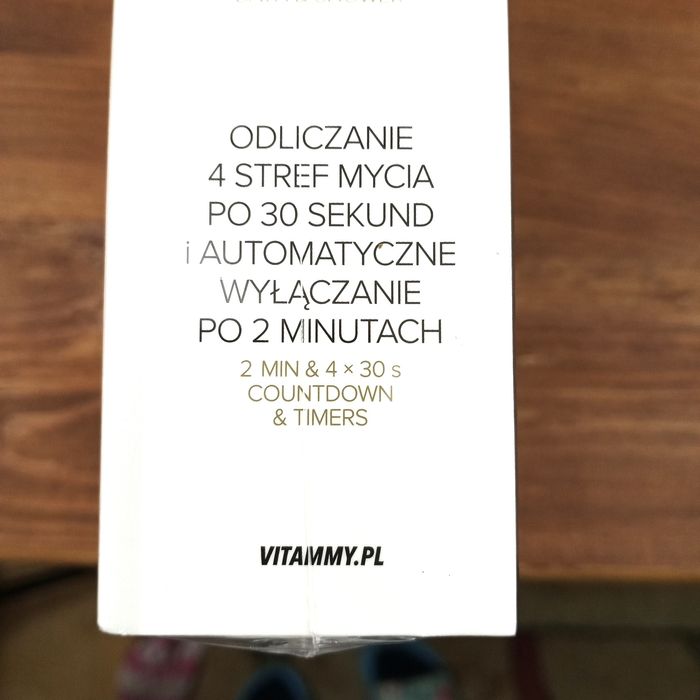 ODLICZANIE
4 STREF MYCIA
PO 30 SEKUND
i AUTOMATYCZNE
WYŁĄCZANIE
PO 2 MINUTACH
2 MIN & 4 × 30 s
COUNTDOWN
& TIMERS
VITAMMY.PL